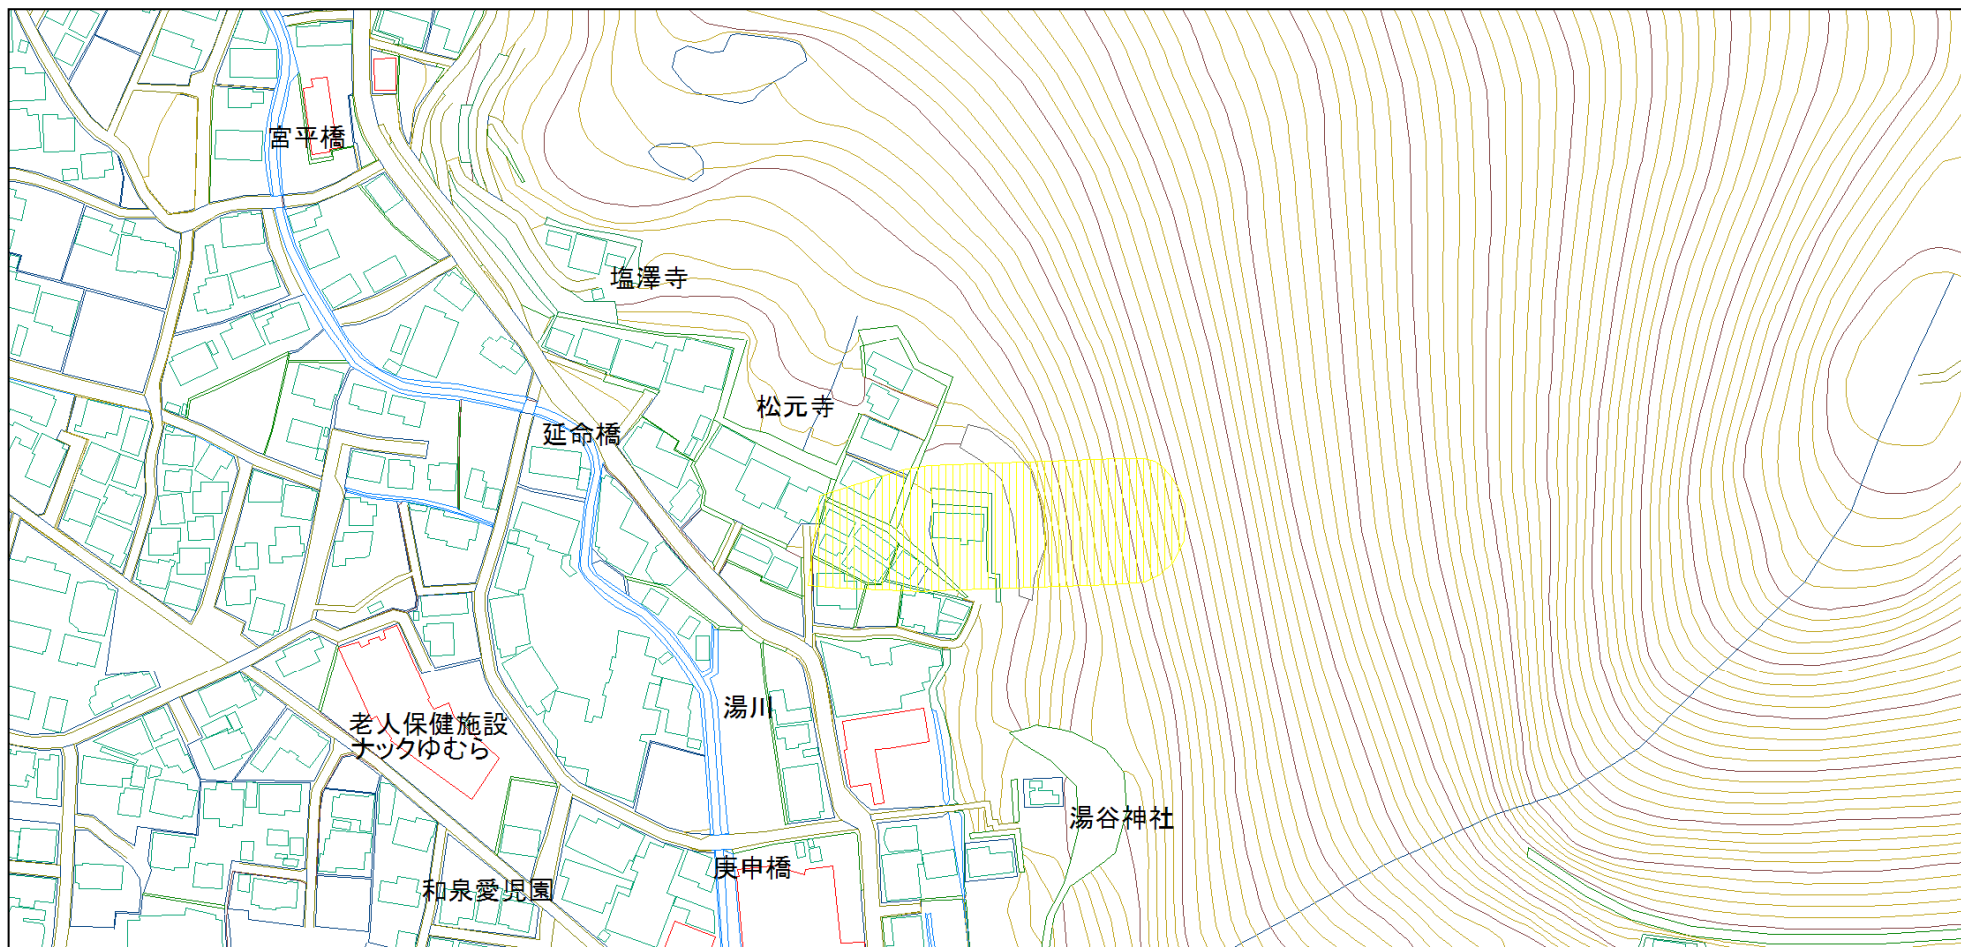 宮平橋
塩澤寺
松元寺
延命橋
湯川
老人保健施設
ナックゆむら
湯谷神社
庚申橋
和泉愛児園